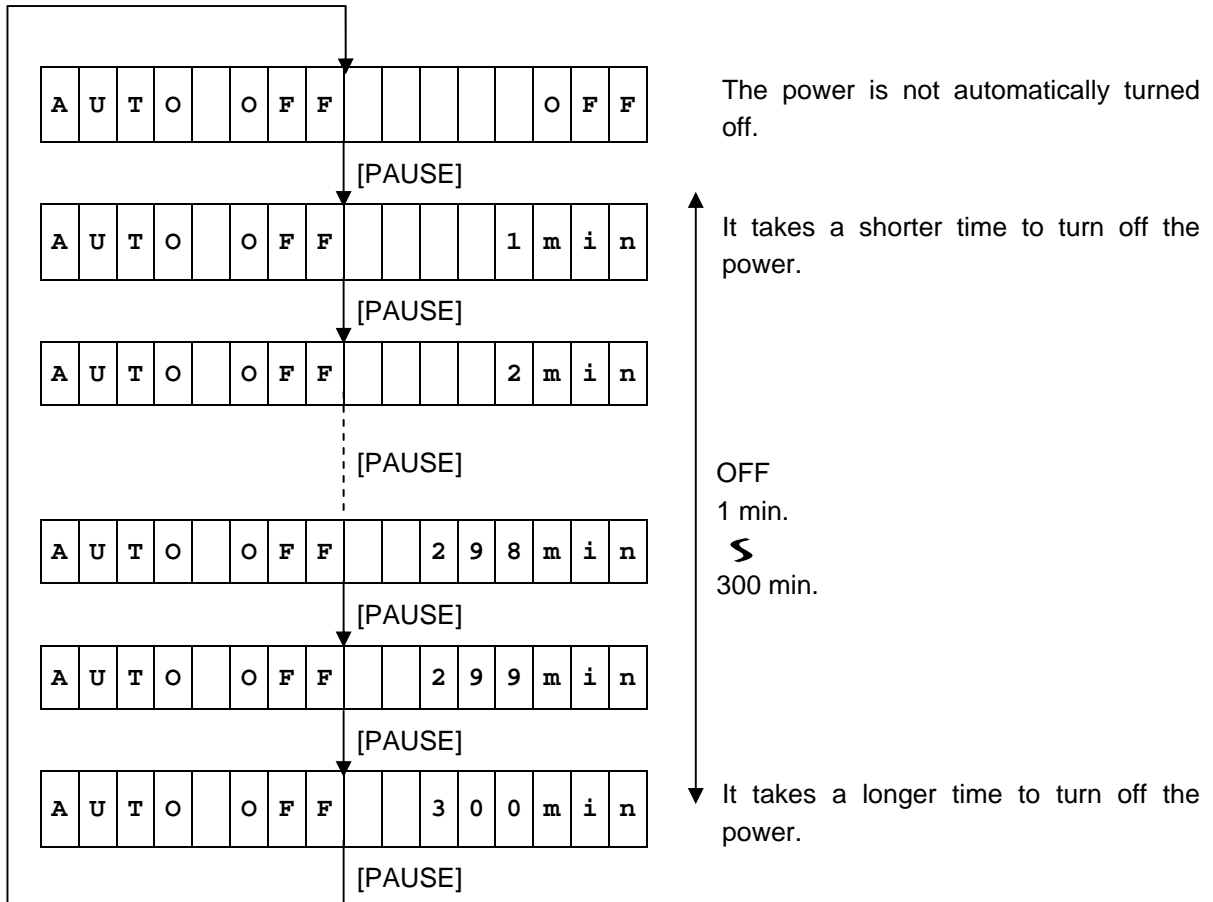 AUTO OFF     OFF
The power is not automatically turned
off.
[PAUSE]
AUTO OFF    1min
It takes a shorter time to turn off the
power.
[PAUSE]
AUTO OFF    2min
[PAUSE]
OFF
1 min.
300 min.
AUTO OFF  298min
[PAUSE]
AUTO OFF  299min
[PAUSE]
AUTO OFF  300min
It takes a longer time to turn off the
power.
[PAUSE]